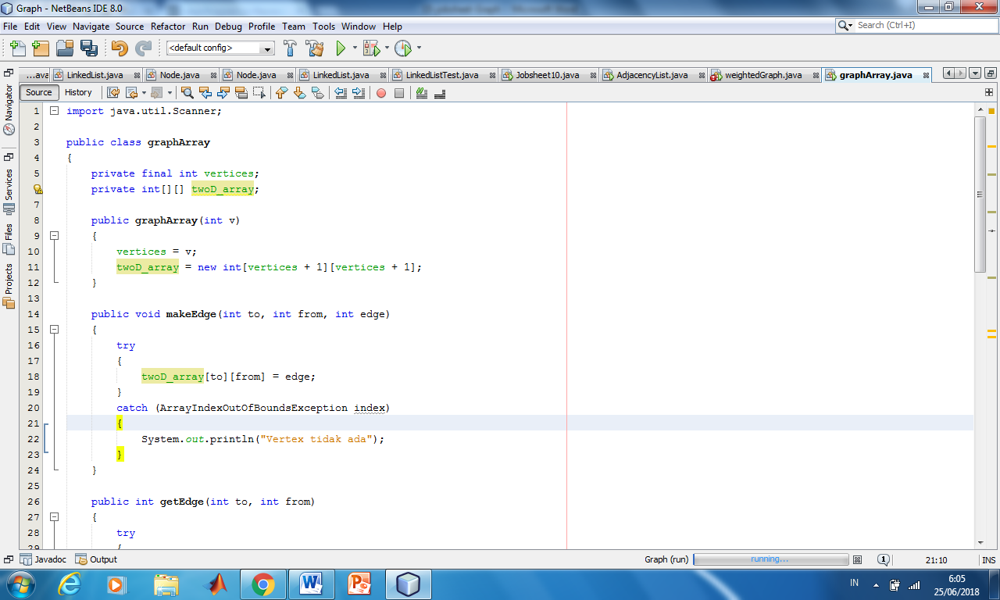 Graph - NetBeans IDE 8.0
File Edit View Navigate Source Refactor Run Debug Profile Team Tools Window Help
Search (Ctrl+I)
<default config>
...ava LinkedList.java Node.java Node.java LinkedList.java LinkedListTest.java Jobsheet10.java AdjacencyList.java weightedGraph.java graphArray.java
Source History
Navigator
Services
Files
Projects
1 import java.util.Scanner;
2
3 public class graphArray
4 {
5 private final int vertices;
private int[][] twoD_array;
7
8 public graphArray(int v)
9 {
10 vertices = v;
11 twoD_array = new int[vertices + 1][vertices + 1];
12 }
13
14 public void makeEdge(int to, int from, int edge)
15 {
16 try
17 {
18 twoD_array[to][from] = edge;
19 }
20 catch (ArrayIndexOutOfBoundsException index)
21 {
22 System.out.println("Vertex tidak ada");
23 }
24 }
25
26 public int getEdge(int to, int from)
27 {
28 try
29 {
Javadoc Output Graph (run) running... 1 21:10 INS
IN 6:05
25/06/2018